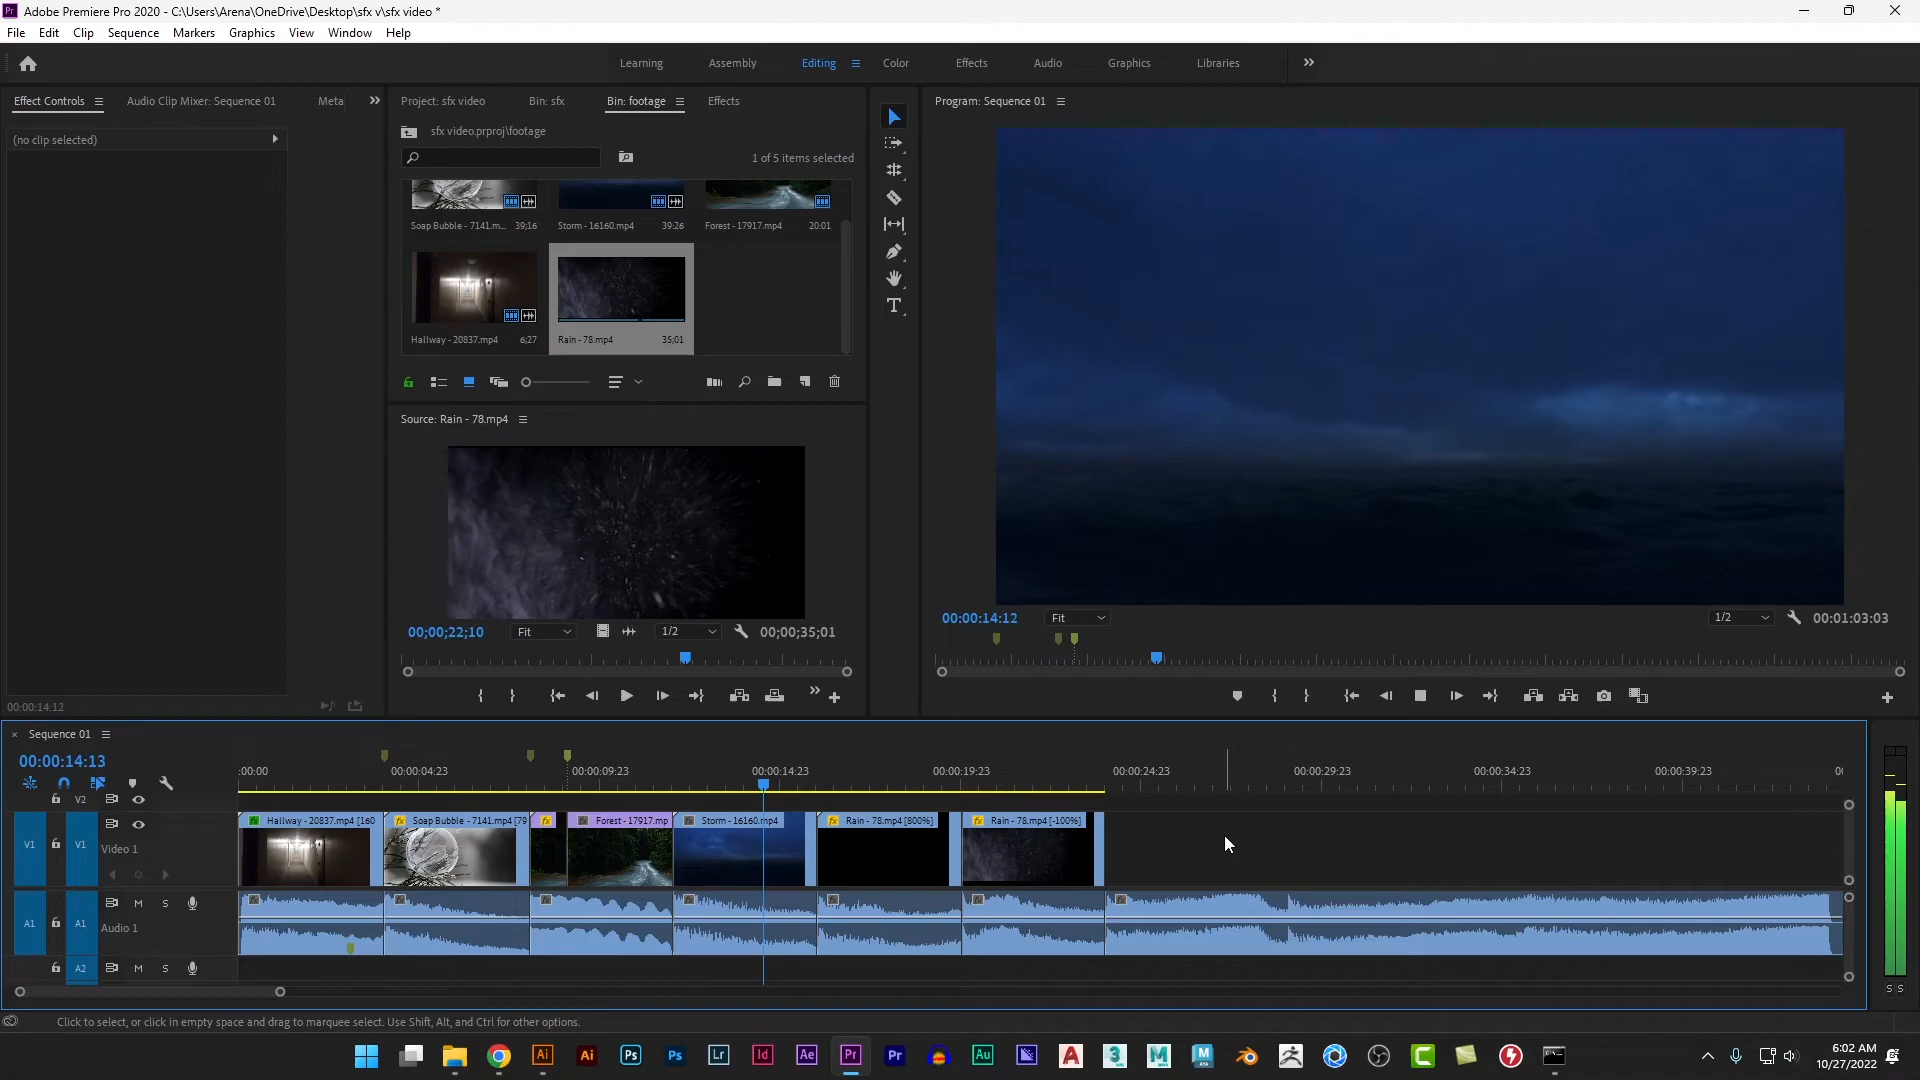 Adobe Premiere Pro 2020 - C:\Users\Arena\OneDrive\Desktop\sfx v\sfx video *
File Edit Clip Sequence Markers Graphics View Window Help
Learning Assembly Editing Color Effects Audio Graphics Libraries
Effect Controls Audio Clip Mixer: Sequence 01 Meta
Project: sfx video Bin: sfx Bin: footage Effects
Program: Sequence 01
(no clip selected)
sfx video.prproj\footage
1 of 5 items selected
Soap Bubble - 7141.m... 39;16 Storm - 16160.mp4 39:26 Forest - 17917.mp4 20:01
Hallway - 20837.mp4 6;27 Rain - 78.mp4 35;01
Source: Rain - 78.mp4
00;00;22;10 Fit 1/2 00;00;35;01
00:00:14:12 Fit 1/2 00:01:03:03
00:00:14:12
Sequence 01
00:00:14:13
:00:00 00:00:04:23 00:00:09:23 00:00:14:23 00:00:19:23 00:00:24:23 00:00:29:23 00:00:34:23 00:00:39:23
V2
Hallway - 20837.mp4 [160 Soap Bubble - 7141.mp4 [79 Forest - 17917.mp Storm - 16160.mp4 Rain - 78.mp4 [800%] Rain - 78.mp4 [-100%]
V1 V1 Video 1
M S
A1 A1 Audio 1
A2 M S
S S
Click to select, or click in empty space and drag to marquee select. Use Shift, Alt, and Ctrl for other options.
6:02 AM
10/27/2022